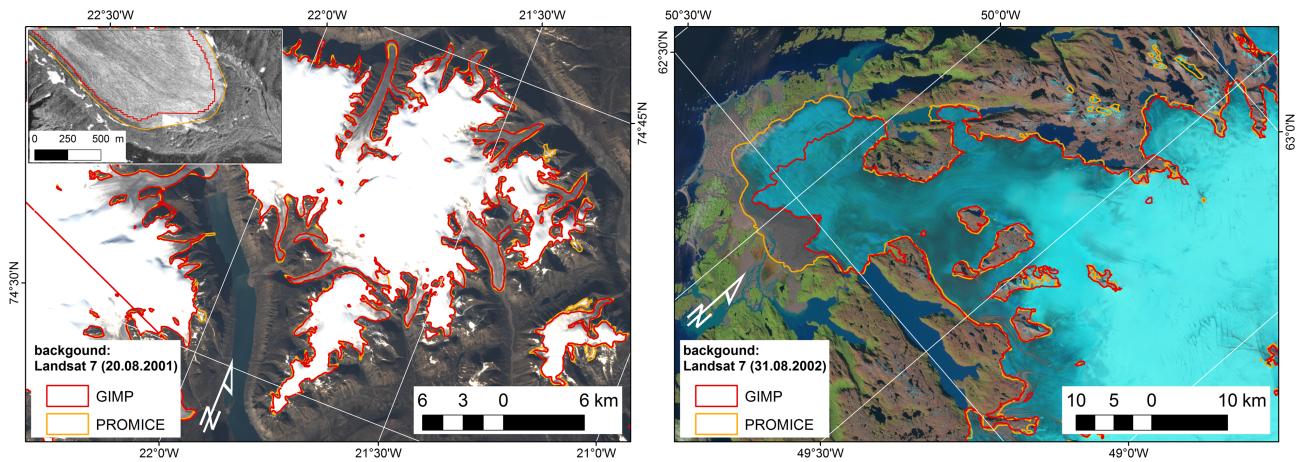 22°0'W
21°30'W
0 250 500 m
74°45'N
74°30'N
backgound:
Landsat 7 (20.08.2001)
GIMP
PROMICE
N
6 3 0 6 km
22°0'W
21°30'W
21°0'W
50°30'W
50°0'W
62°30'N
63°0'N
backgound:
Landsat 7 (31.08.2002)
GIMP
PROMICE
N
10 5 0 10 km
49°30'W
49°0'W